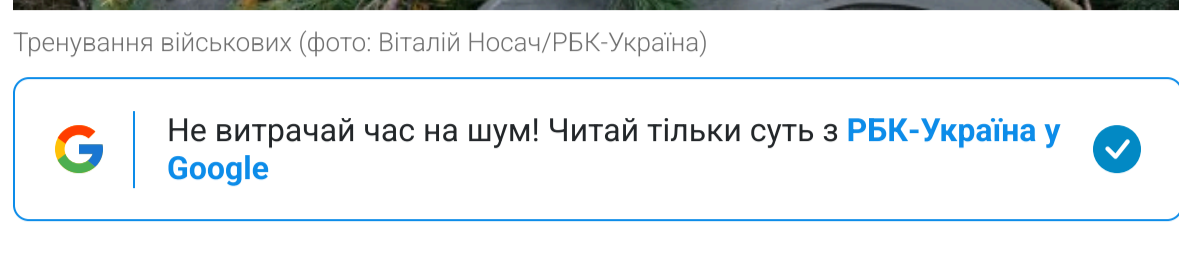 Тренування військових (фото: Віталій Носач/РБК-Україна)
Не витрачай час на шум! Читай тільки суть з РБК-Україна у
Google